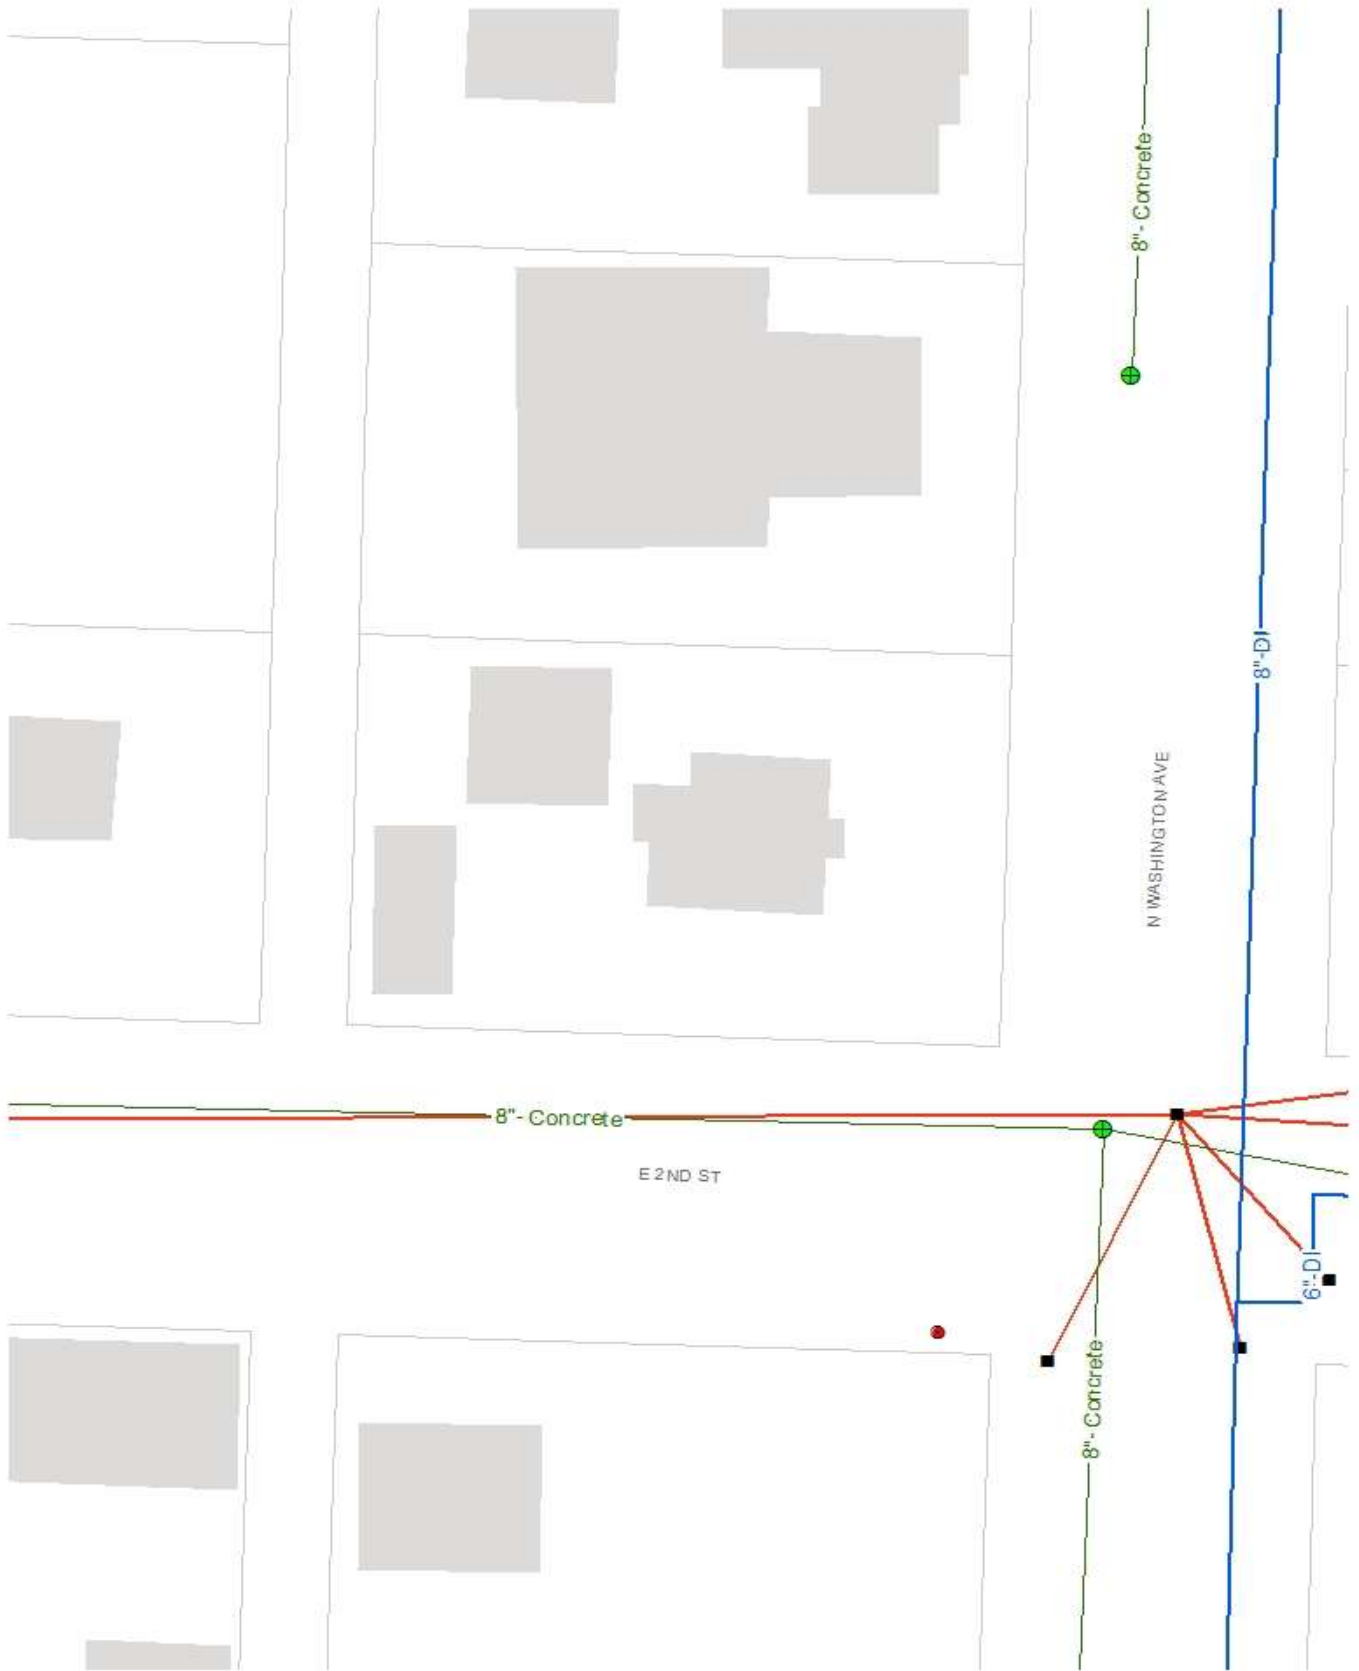 8"- Concrete
8"-DI
N WASHINGTON AVE
8"- Concrete
E 2ND ST
6"-DI
8"- Concrete